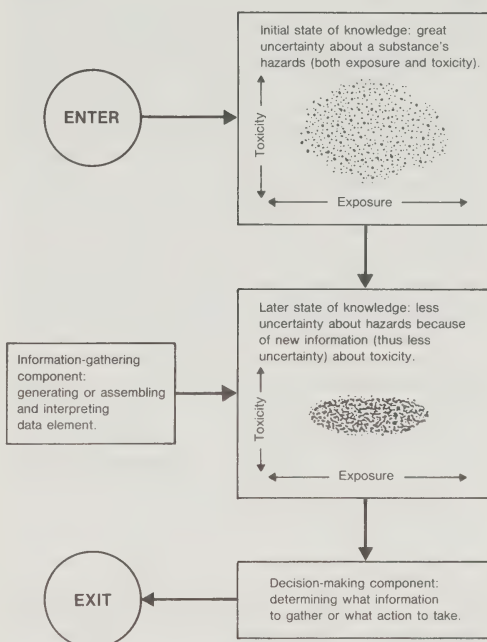 Initial state of knowledge: great
uncertainty about a substance's
hazards (both exposure and toxicity).
ENTER
Toxicity
Exposure
Later state of knowledge: less
uncertainty about hazards because
of new information (thus less
uncertainty) about toxicity.
Information-gathering
component:
generating or assembling
and interpreting
data element.
Toxicity
Exposure
Decision-making component:
determining what information
to gather or what action to take.
EXIT